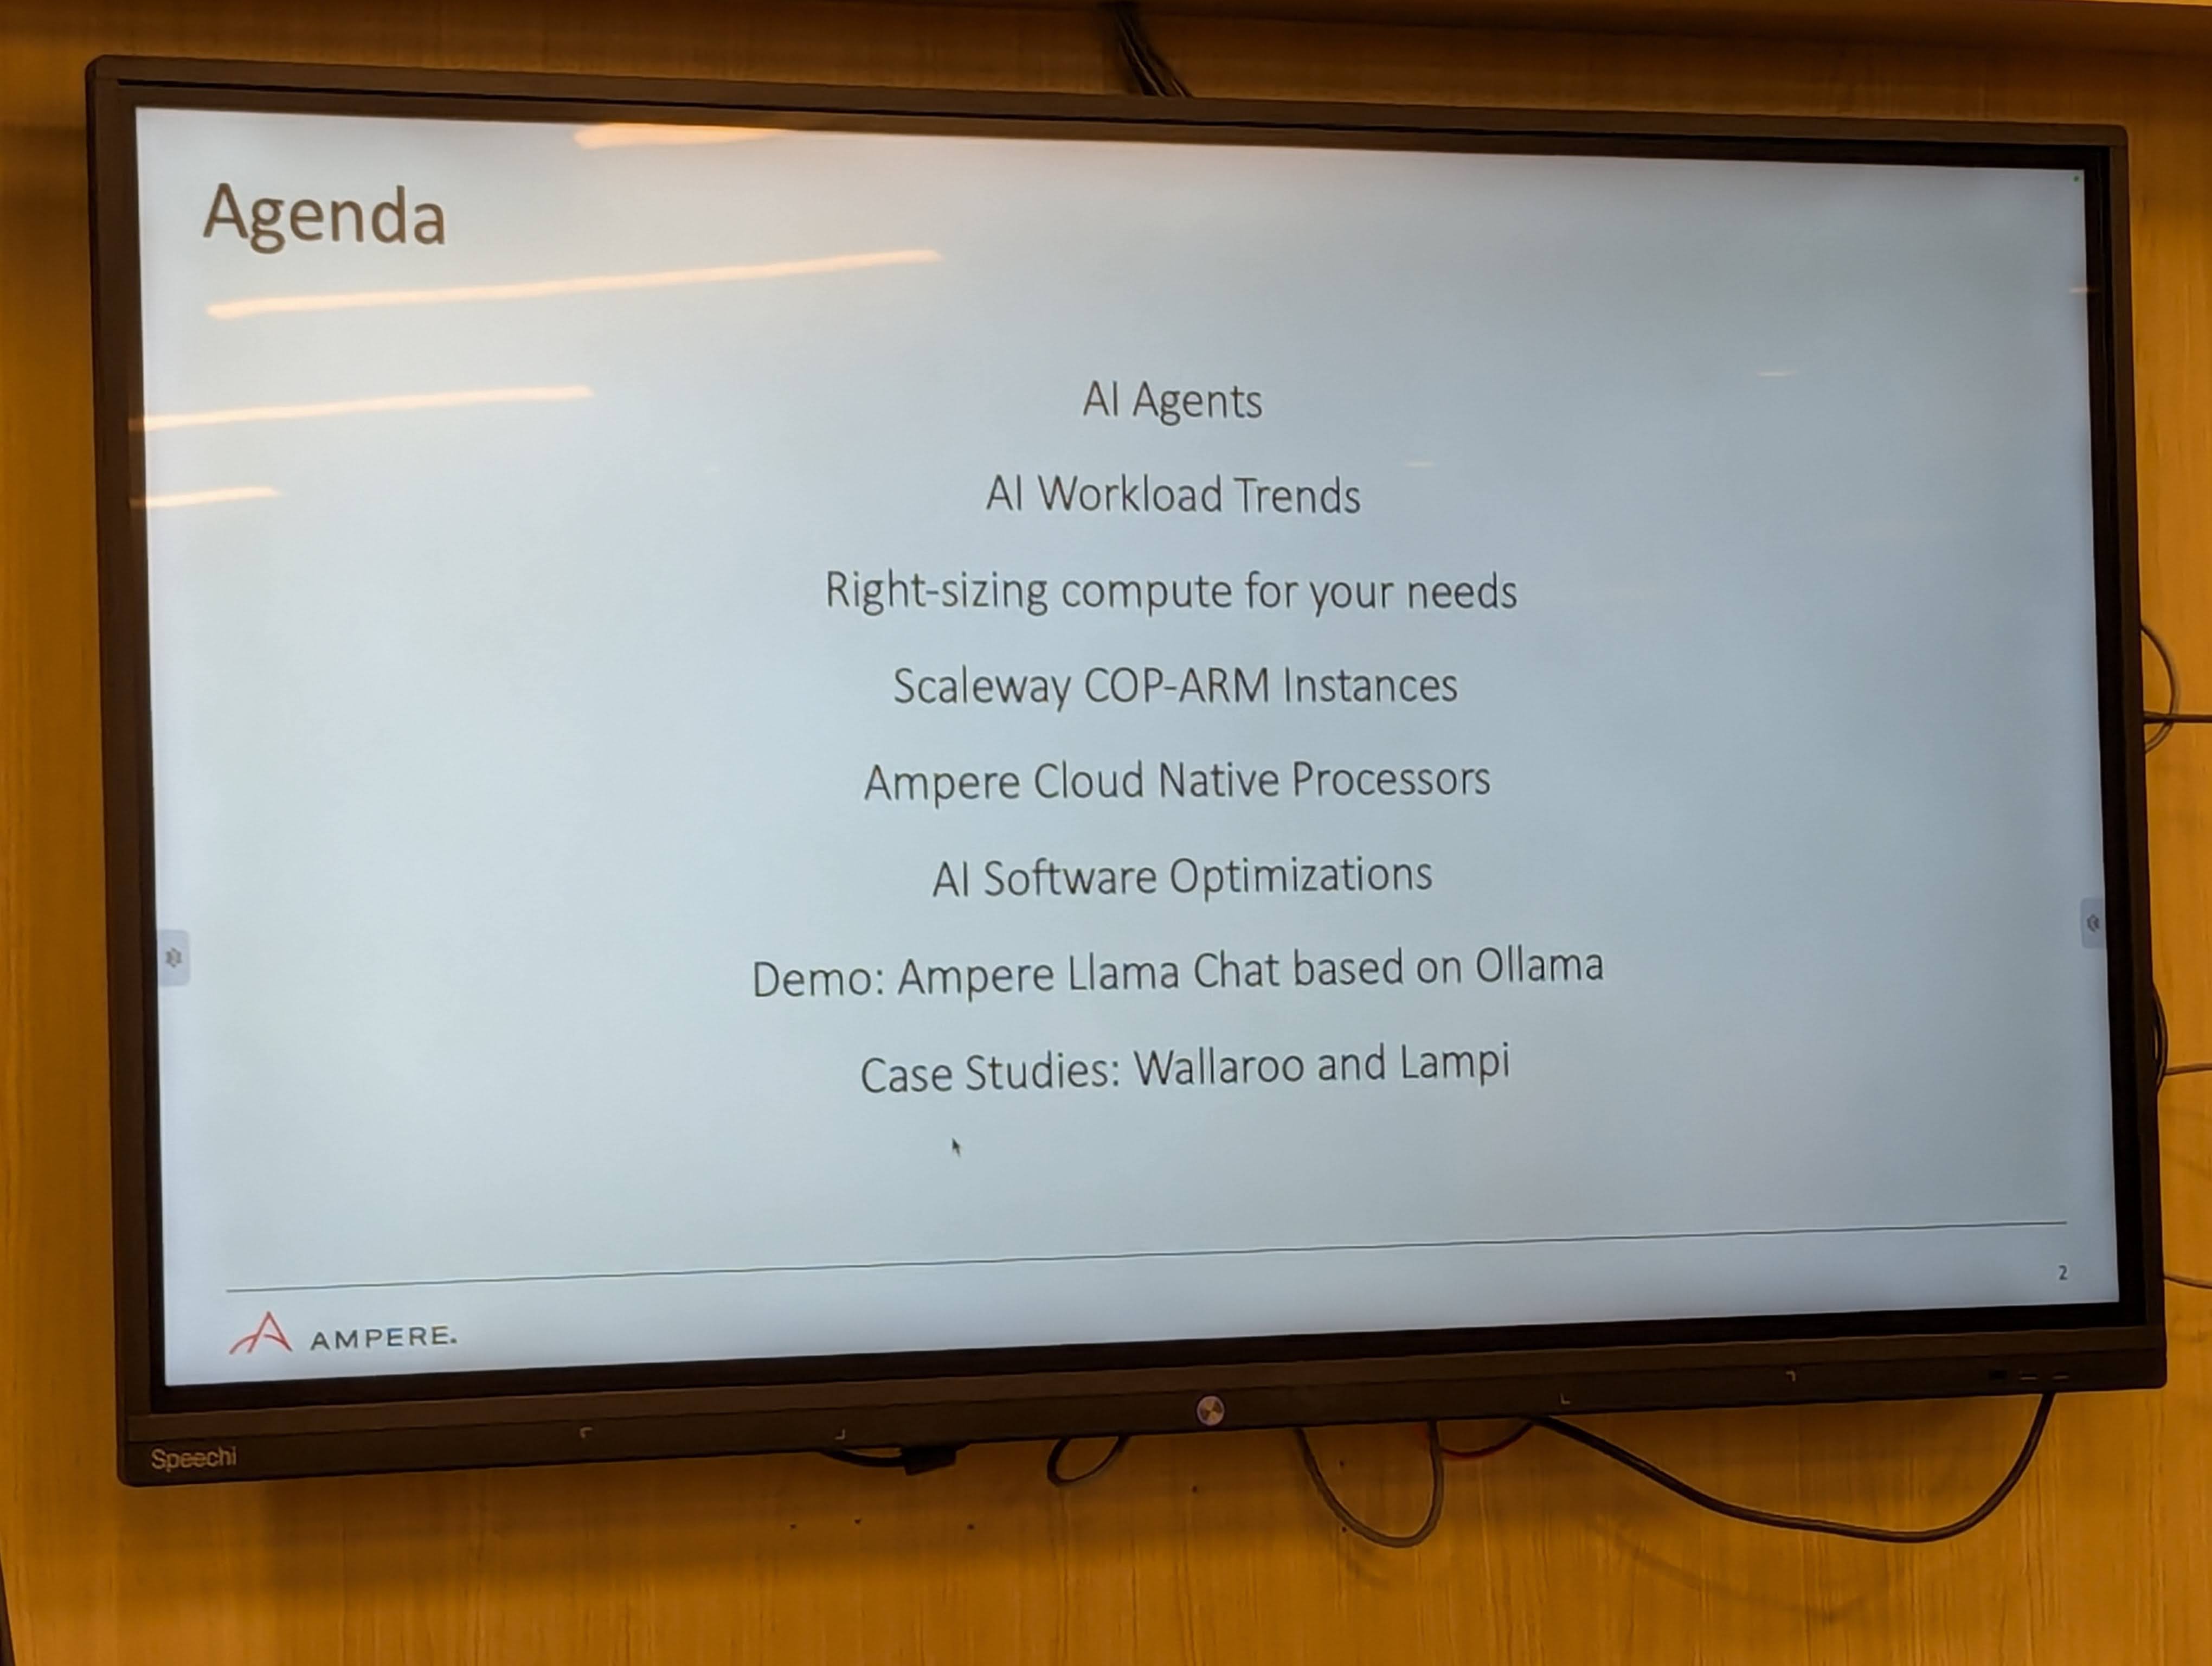 Agenda
AI Agents
AI Workload Trends
Right-sizing compute for your needs
Scaleway COP-ARM Instances
Ampere Cloud Native Processors
AI Software Optimizations
Demo: Ampere Llama Chat based on Ollama
Case Studies: Wallaroo and Lampi
2
AMPERE.
Speechi